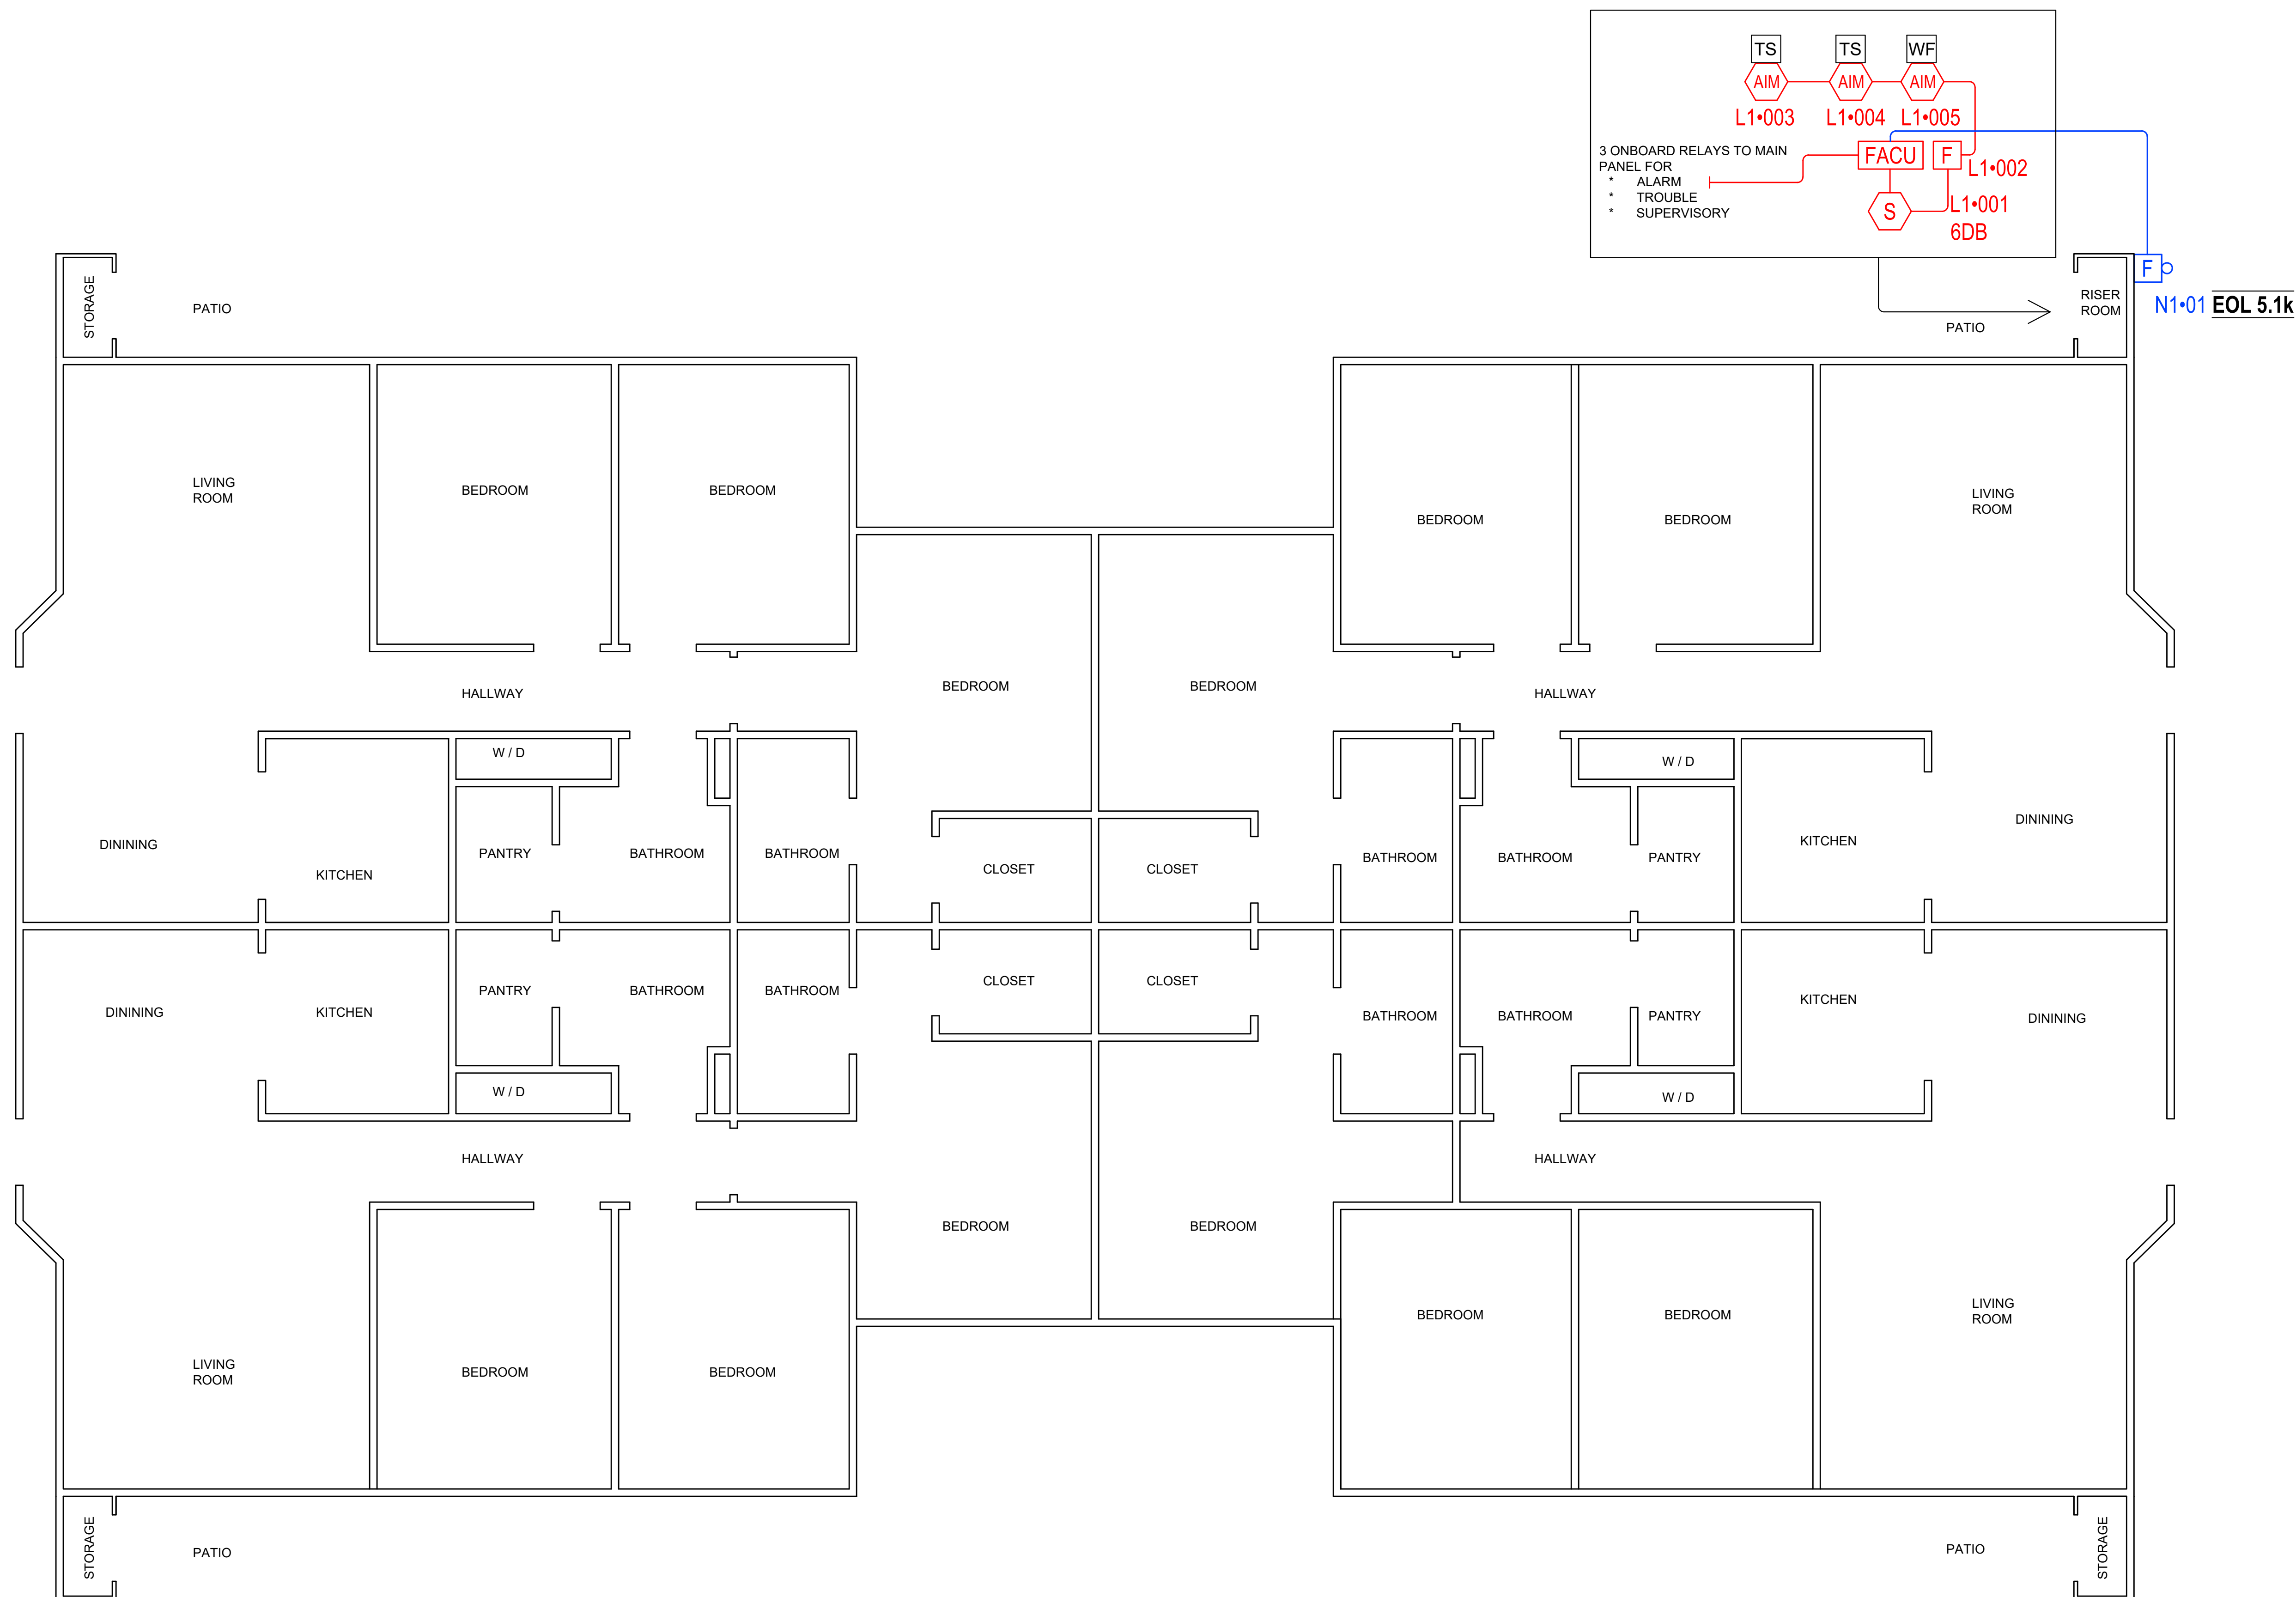 TS TS WF
AIM AIM AIM
L1•003 L1•004 L1•005
3 ONBOARD RELAYS TO MAIN
PANEL FOR
* ALARM
* TROUBLE
* SUPERVISORY
FACU F L1•002
S L1•001
6DB
F
N1•01 EOL 5.1k
STORAGE
PATIO
RISER
ROOM
PATIO
LIVING
ROOM
BEDROOM
BEDROOM
BEDROOM
BEDROOM
LIVING
ROOM
HALLWAY
BEDROOM
BEDROOM
HALLWAY
W / D
W / D
DINING
KITCHEN
PANTRY
BATHROOM
BATHROOM
CLOSET
CLOSET
BATHROOM
BATHROOM
PANTRY
KITCHEN
DINING
DININING
KITCHEN
PANTRY
BATHROOM
BATHROOM
CLOSET
CLOSET
BATHROOM
BATHROOM
PANTRY
KITCHEN
DININING
W / D
W / D
HALLWAY
HALLWAY
BEDROOM
BEDROOM
LIVING
ROOM
BEDROOM
BEDROOM
BEDROOM
BEDROOM
LIVING
ROOM
STORAGE
PATIO
PATIO
STORAGE